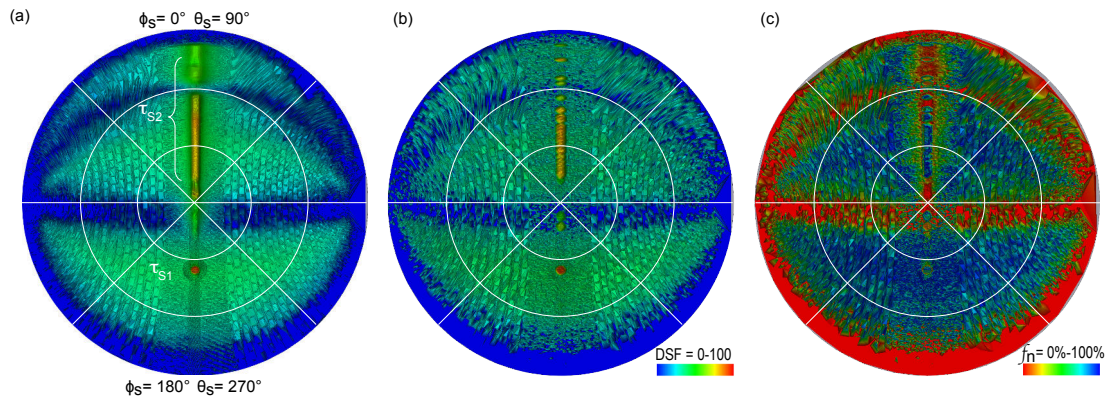 (a)
ϕs= 0° θs= 90°
τS2
τS1
ϕs= 180° θs= 270°
(b)
DSF = 0-100
(c)
fn= 0%-100%